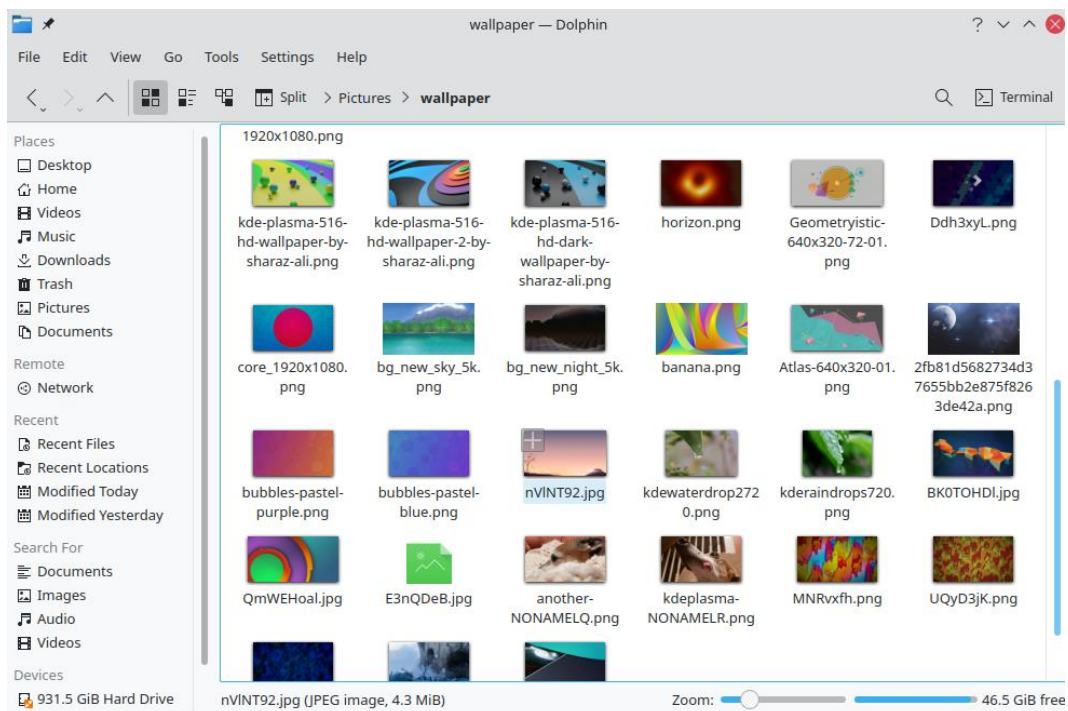 wallpaper — Dolphin
File Edit View Go Tools Settings Help
Split > Pictures > wallpaper
Terminal
Places
Desktop
Home
Videos
Music
Downloads
Trash
Pictures
Documents
Remote
Network
Recent
Recent Files
Recent Locations
Modified Today
Modified Yesterday
Search For
Documents
Images
Audio
Videos
Devices
931.5 GiB Hard Drive
1920x1080.png
kde-plasma-516-
hd-wallpaper-by-
sharaz-ali.png
kde-plasma-516-
hd-wallpaper-2-by-
sharaz-ali.png
kde-plasma-516-
hd-dark-
wallpaper-by-
sharaz-ali.png
horizon.png
Geometryistic-
640x320-72-01.
png
Ddh3xyL.png
core_1920x1080.
png
bg_new_sky_5k.
png
bg_new_night_5k.
png
banana.png
Atlas-640x320-01.
png
2fb81d5682734d3
7655bb2e875f826
3de42a.png
bubbles-pastel-
purple.png
bubbles-pastel-
blue.png
nVlNT92.jpg
kdewaterdrop272
0.png
kderaindrops720.
png
BK0TOHDl.jpg
QmWEHoal.jpg
E3nQDeB.jpg
another-
NONAMELQ.png
kdeplasma-
NONAMELR.png
MNRvxfh.png
UQyD3jK.png
nVlNT92.jpg (JPEG image, 4.3 MiB)
Zoom:
46.5 GiB free